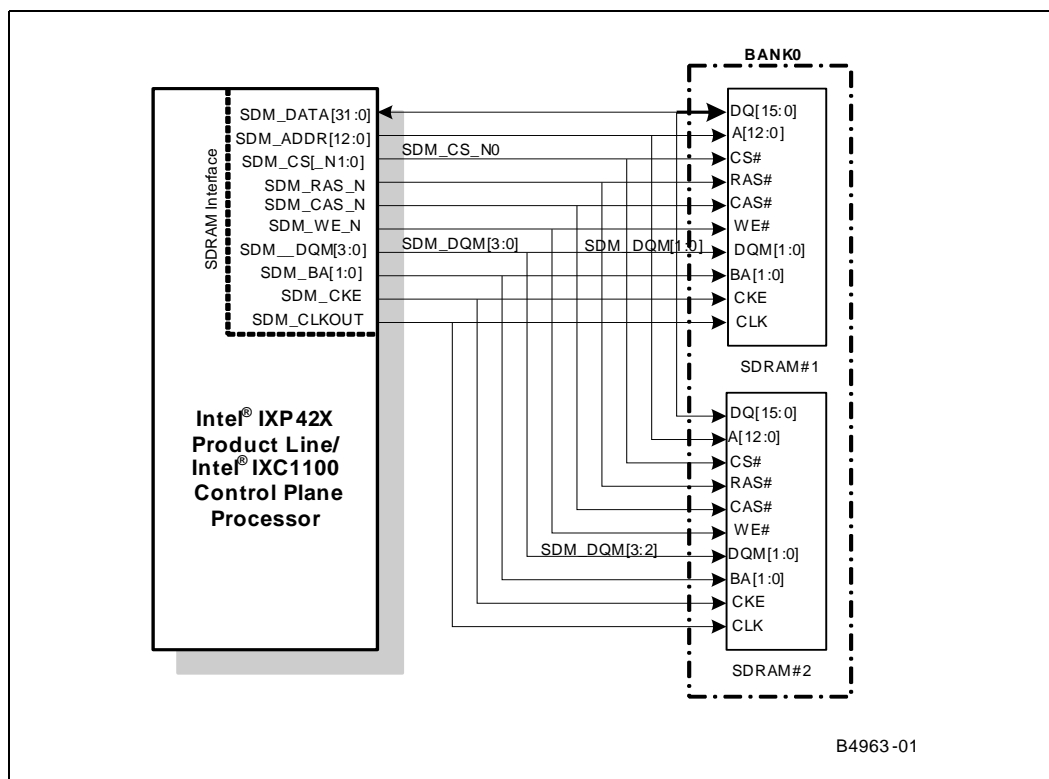 BANK0
SDRAM Interface
SDM_DATA[31:0]
SDM_ADDR[12:0]
SDM_CS[_N1:0]
SDM_RAS_N
SDM_CAS_N
SDM_WE_N
SDM__DQM[3:0]
SDM_BA[1:0]
SDM_CKE
SDM_CLKOUT
SDM_CS_N0
SDM_DQM[3:0]
SDM_DQM[1:0]
DQ[15:0]
A[12:0]
CS#
RAS#
CAS#
WE#
DQM[1:0]
BA[1:0]
CKE
CLK
SDRAM#1
Intel® IXP42X
Product Line/
Intel® IXC1100
Control Plane
Processor
SDM_DQM[3:2]
DQ[15:0]
A[12:0]
CS#
RAS#
CAS#
WE#
DQM[1:0]
BA[1:0]
CKE
CLK
SDRAM#2
B4963-01